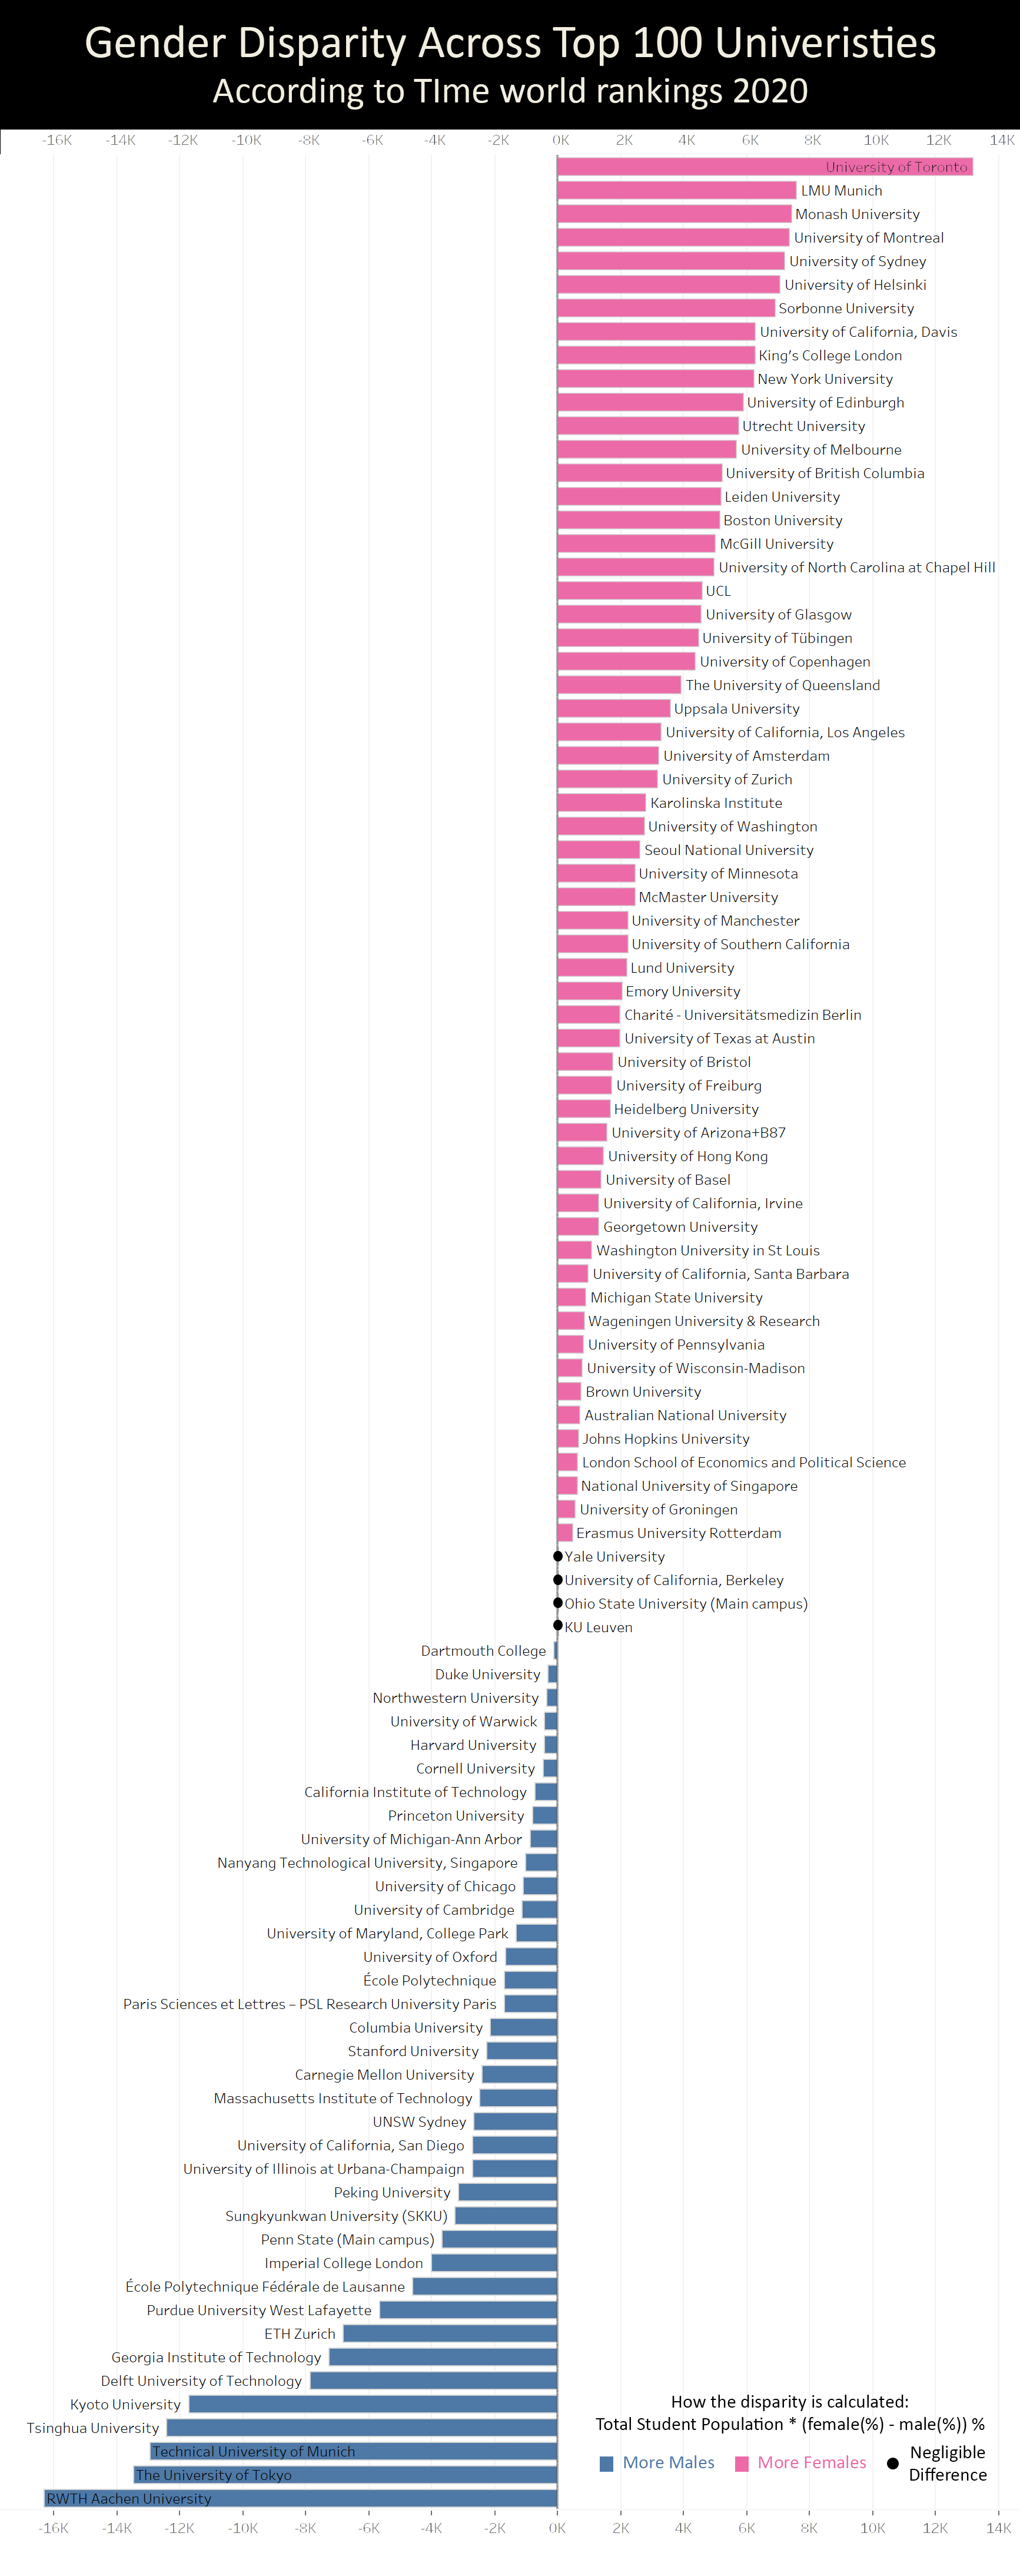 Gender Disparity Across Top 100 Univeristies
According to TIme world rankings 2020
-16K -14K -12K -10K -8K -6K -4K -2K 0K 2K 4K 6K 8K 10K 12K 14K
University of Toronto
LMU Munich
Monash University
University of Montreal
University of Sydney
University of Helsinki
Sorbonne University
University of California, Davis
King’s College London
New York University
University of Edinburgh
Utrecht University
University of Melbourne
University of British Columbia
Leiden University
Boston University
McGill University
University of North Carolina at Chapel Hill
UCL
University of Glasgow
University of Tübingen
University of Copenhagen
The University of Queensland
Uppsala University
University of California, Los Angeles
University of Amsterdam
University of Zurich
Karolinska Institute
University of Washington
Seoul National University
University of Minnesota
McMaster University
University of Manchester
University of Southern California
Lund University
Emory University
Charité - Universitätsmedizin Berlin
University of Texas at Austin
University of Bristol
University of Freiburg
Heidelberg University
University of Arizona+B87
University of Hong Kong
University of Basel
University of California, Irvine
Georgetown University
Washington University in St Louis
University of California, Santa Barbara
Michigan State University
Wageningen University & Research
University of Pennsylvania
University of Wisconsin-Madison
Brown University
Australian National University
Johns Hopkins University
London School of Economics and Political Science
National University of Singapore
University of Groningen
Erasmus University Rotterdam
Yale University
University of California, Berkeley
Ohio State University (Main campus)
KU Leuven
Dartmouth College
Duke University
Northwestern University
University of Warwick
Harvard University
Cornell University
California Institute of Technology
Princeton University
University of Michigan-Ann Arbor
Nanyang Technological University, Singapore
University of Chicago
University of Cambridge
University of Maryland, College Park
University of Oxford
École Polytechnique
Paris Sciences et Lettres – PSL Research University Paris
Columbia University
Stanford University
Carnegie Mellon University
Massachusetts Institute of Technology
UNSW Sydney
University of California, San Diego
University of Illinois at Urbana-Champaign
Peking University
Sungkyunkwan University (SKKU)
Penn State (Main campus)
Imperial College London
École Polytechnique Fédérale de Lausanne
Purdue University West Lafayette
ETH Zurich
Georgia Institute of Technology
Delft University of Technology
Kyoto University
Tsinghua University
Technical University of Munich
The University of Tokyo
RWTH Aachen University
How the disparity is calculated:
Total Student Population * (female(%) - male(%)) %
More Males
More Females
Negligible
Difference
-16K -14K -12K -10K -8K -6K -4K -2K 0K 2K 4K 6K 8K 10K 12K 14K